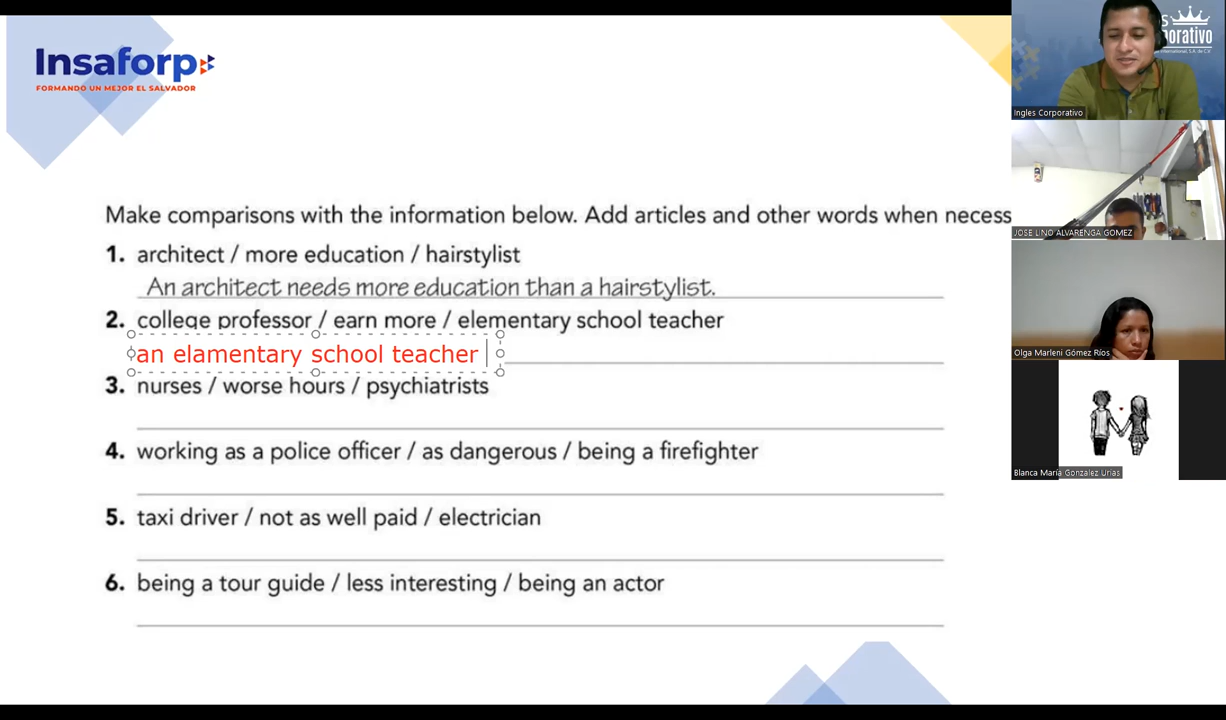 Insaforp
FORMANDO UN MEJOR EL SALVADOR
Make comparisons with the information below. Add articles and other words when necess
1. architect / more education / hairstylist
An architect needs more education than a hairstylist.
2. college professor / earn more / elementary school teacher
an elamentary school teacher
3. nurses / worse hours / psychiatrists
4. working as a police officer / as dangerous / being a firefighter
5. taxi driver / not as well paid / electrician
6. being a tour guide / less interesting / being an actor
orativo
Ingles Corporativo
JOSE LINO ALVARENGA GOMEZ
Olga Marleni Gómez Ríos
Blanca María Gonzalez Urias